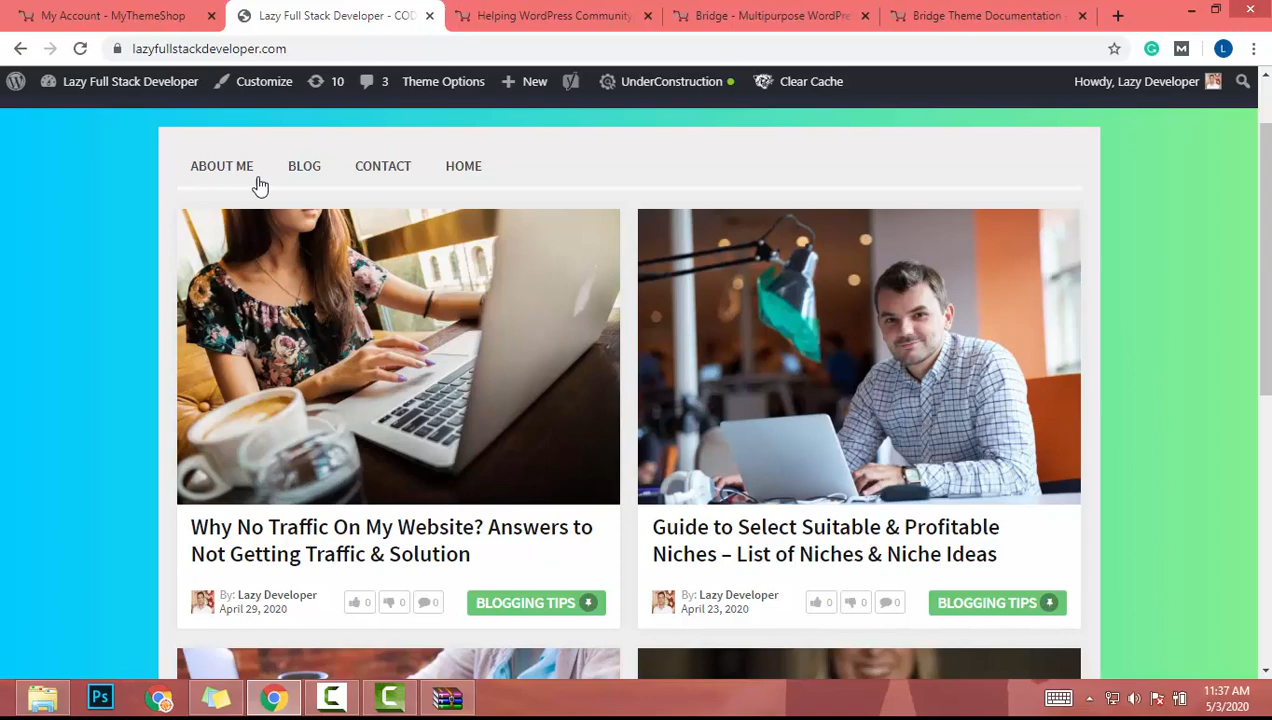 My Account - MyThemeShop
Lazy Full Stack Developer - COD
Helping WordPress Community
Bridge - Multipurpose WordPre
Bridge Theme Documentation
lazyfullstackdeveloper.com
L
Lazy Full Stack Developer Customize 10 3 Theme Options New UnderConstruction Clear Cache Howdy, Lazy Developer
ABOUT ME BLOG CONTACT HOME
Why No Traffic On My Website? Answers to
Not Getting Traffic & Solution
By: Lazy Developer
April 29, 2020
0 0 0
BLOGGING TIPS
Guide to Select Suitable & Profitable
Niches – List of Niches & Niche Ideas
By: Lazy Developer
April 23, 2020
0 0 0
BLOGGING TIPS
Ps
11:37 AM
5/3/2020